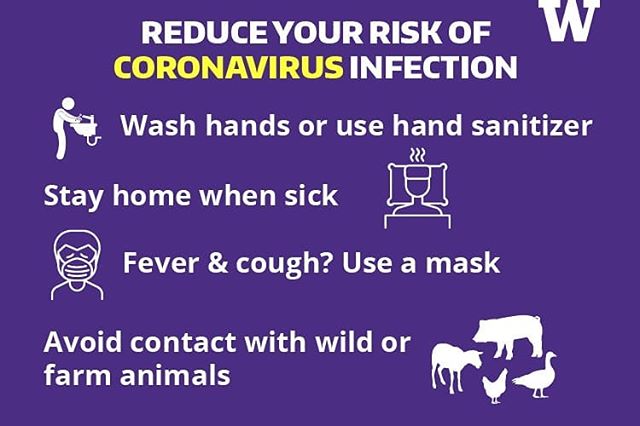 W
REDUCE YOUR RISK OF
CORONAVIRUS INFECTION
Wash hands or use hand sanitizer
Stay home when sick
Fever & cough? Use a mask
Avoid contact with wild or
farm animals